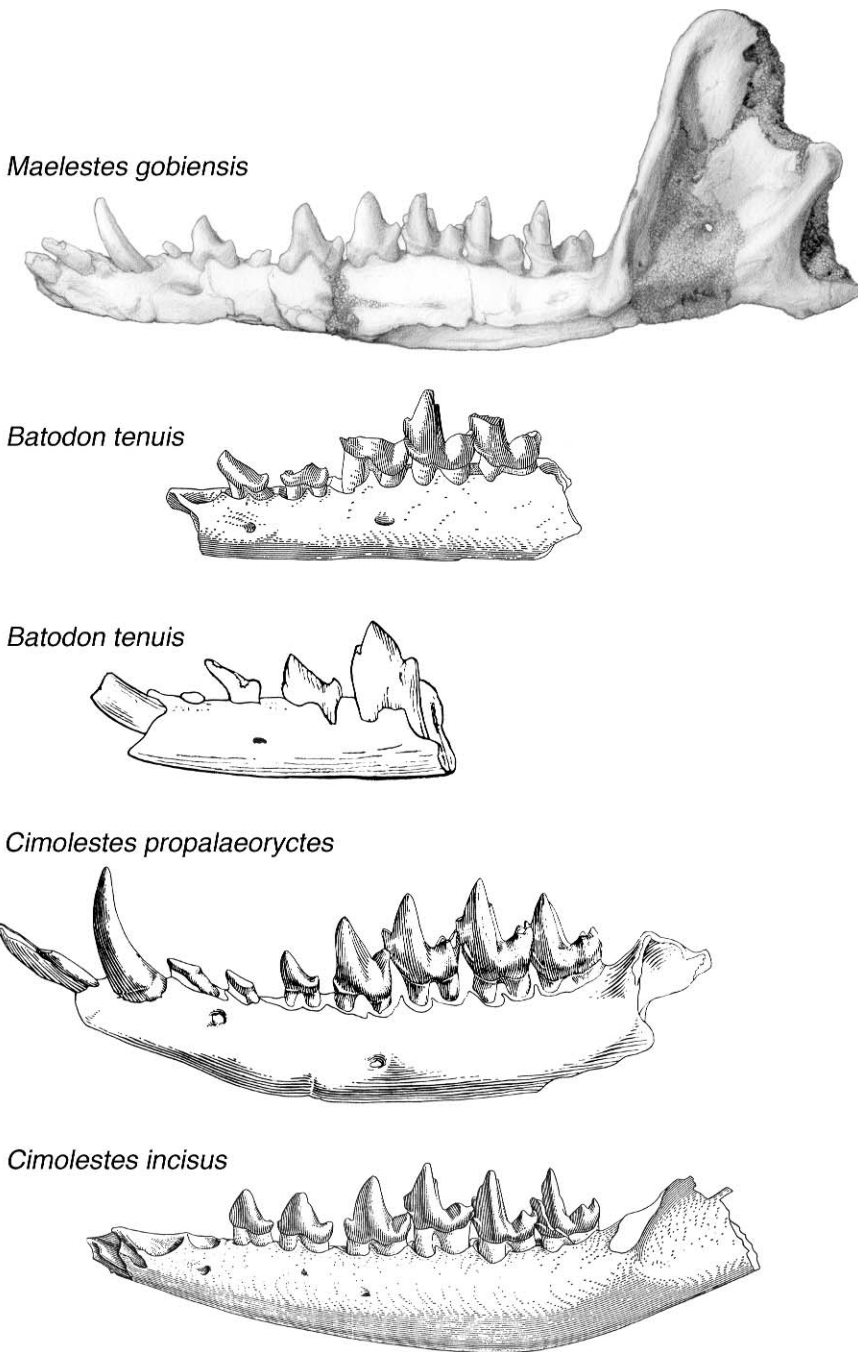 Maelestes gobiensis
Batodon tenuis
Batodon tenuis
Cimolestes propalaeoryctes
Cimolestes incisus